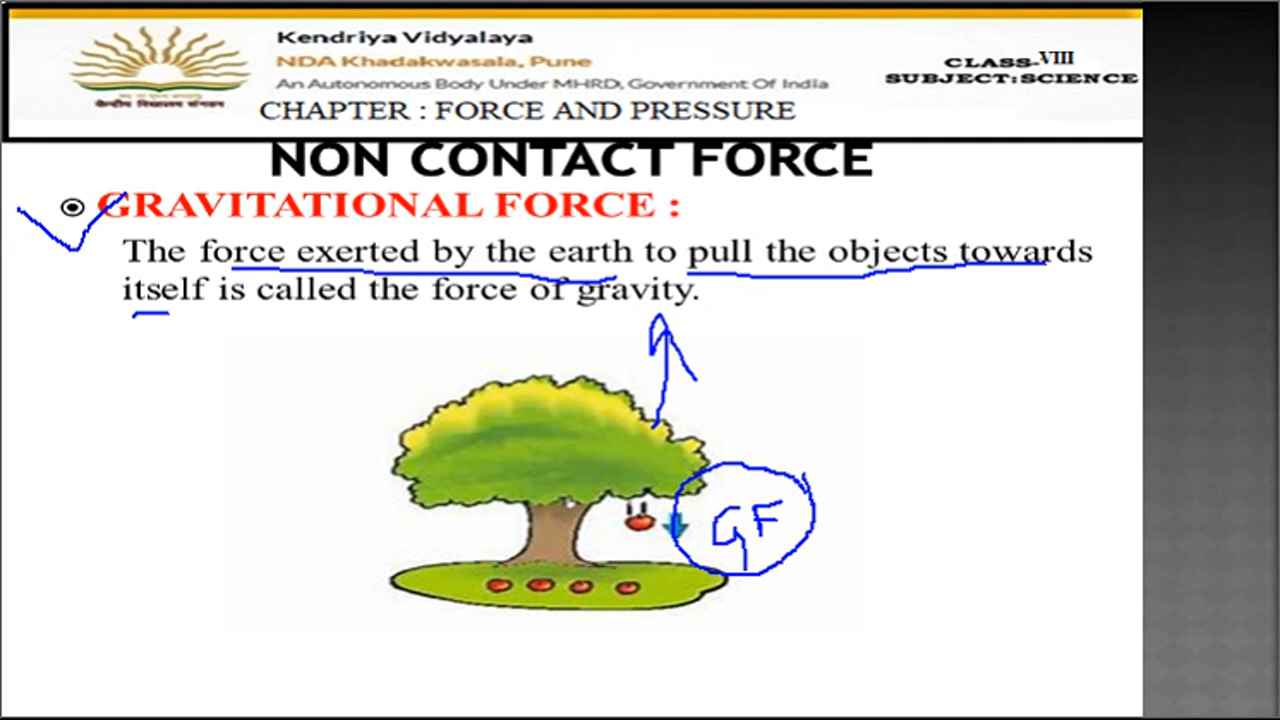 Kendriya Vidyalaya
NDA Khadakwasala, Pune
An Autonomous Body Under MHRD, Government Of India
केन्द्रीय विद्यालय संगठन
CLASS-VIII
SUBJECT:SCIENCE
CHAPTER : FORCE AND PRESSURE
NON CONTACT FORCE
GRAVITATIONAL FORCE :
The force exerted by the earth to pull the objects towards
itself is called the force of gravity.
GF